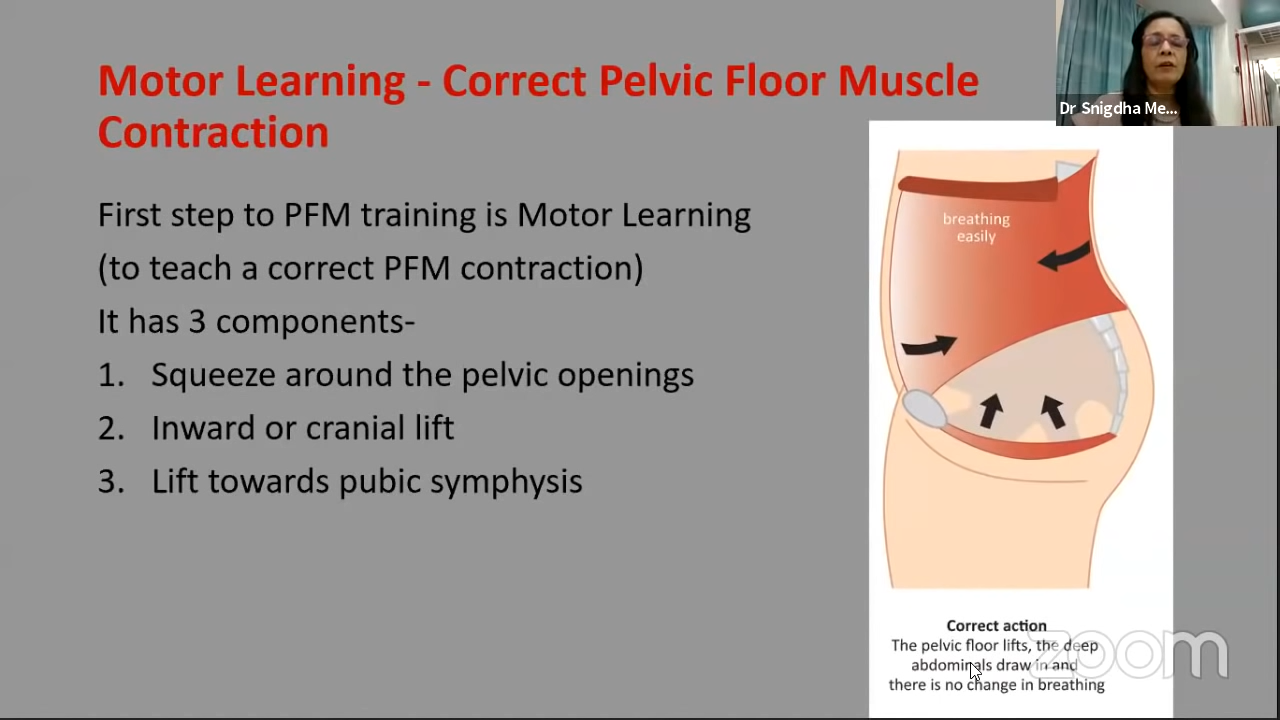 Motor Learning - Correct Pelvic Floor Muscle
Contraction
First step to PFM training is Motor Learning
(to teach a correct PFM contraction)
It has 3 components-
1. Squeeze around the pelvic openings
2. Inward or cranial lift
3. Lift towards pubic symphysis
Dr Snigdha Me...
breathing
easily
Correct action
The pelvic floor lifts, the deep
abdominals draw in and
there is no change in breathing
zoom